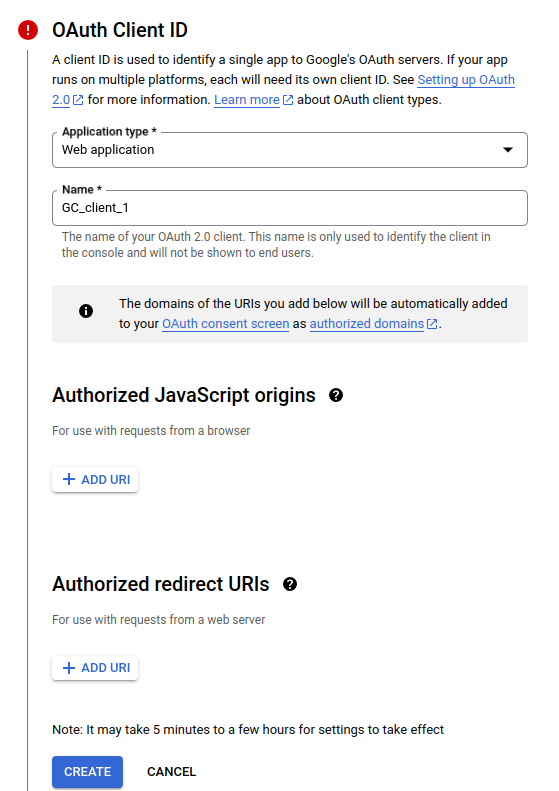 OAuth Client ID
A client ID is used to identify a single app to Google's OAuth servers. If your app
runs on multiple platforms, each will need its own client ID. See Setting up OAuth
2.0 for more information. Learn more about OAuth client types.
Application type *
Web application
Name *
GC_client_1
The name of your OAuth 2.0 client. This name is only used to identify the client in
the console and will not be shown to end users.
The domains of the URIs you add below will be automatically added
to your OAuth consent screen as authorized domains.
Authorized JavaScript origins
For use with requests from a browser
+ ADD URI
Authorized redirect URIs
For use with requests from a web server
+ ADD URI
Note: It may take 5 minutes to a few hours for settings to take effect
CREATE CANCEL